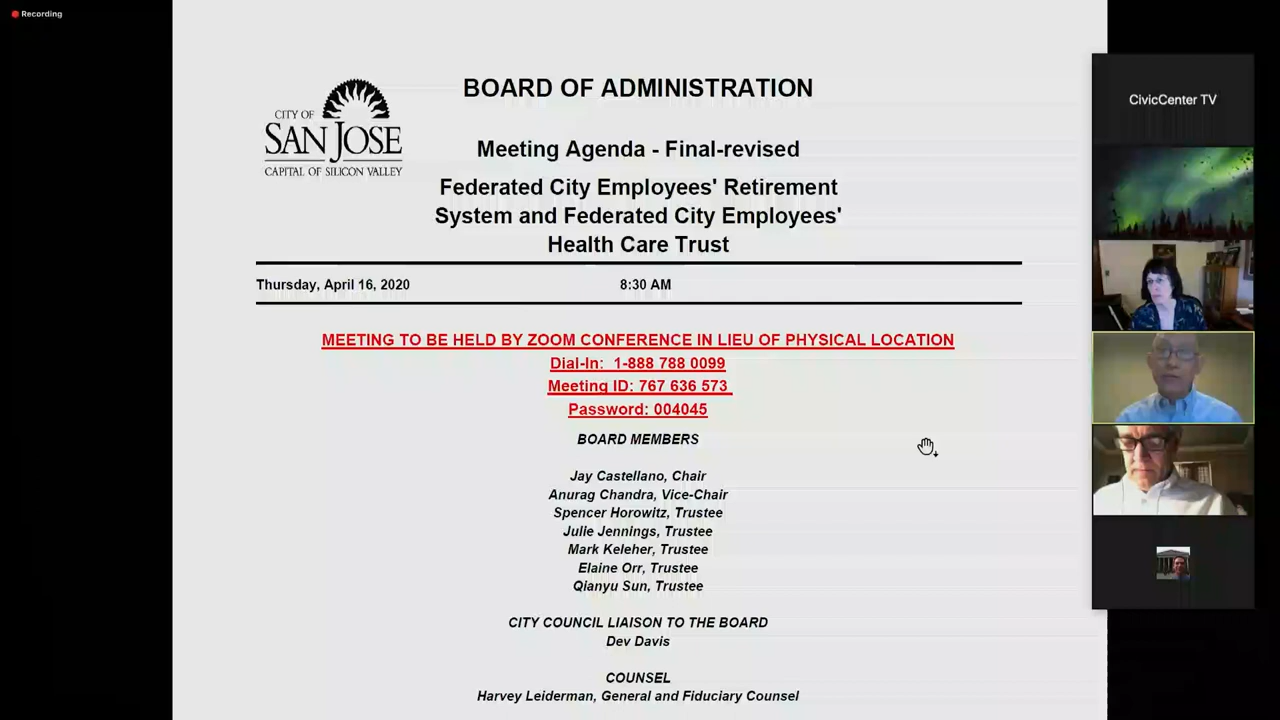 Recording
BOARD OF ADMINISTRATION
CITY OF
SAN JOSE
CAPITAL OF SILICON VALLEY
Meeting Agenda - Final-revised
Federated City Employees' Retirement
System and Federated City Employees'
Health Care Trust
Thursday, April 16, 2020 8:30 AM
MEETING TO BE HELD BY ZOOM CONFERENCE IN LIEU OF PHYSICAL LOCATION
Dial-In: 1-888 788 0099
Meeting ID: 767 636 573
Password: 004045
BOARD MEMBERS
Jay Castellano, Chair
Anurag Chandra, Vice-Chair
Spencer Horowitz, Trustee
Julie Jennings, Trustee
Mark Keleher, Trustee
Elaine Orr, Trustee
Qianyu Sun, Trustee
CITY COUNCIL LIAISON TO THE BOARD
Dev Davis
COUNSEL
Harvey Leiderman, General and Fiduciary Counsel
CivicCenter TV